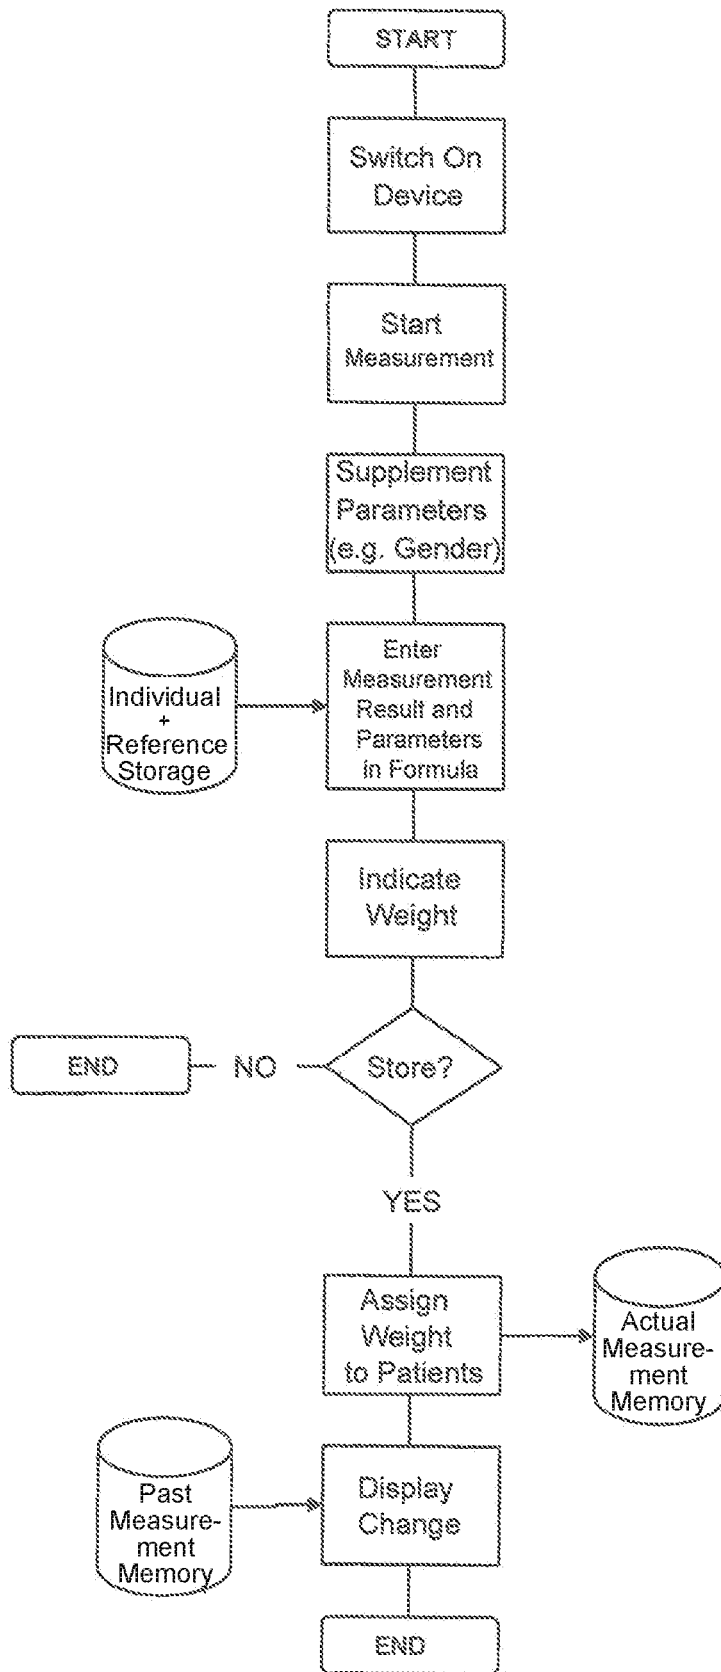 START
Switch On
Device
Start
Measurement
Supplement
Parameters
(e.g. Gender)
Individual
+
Reference
Storage
Enter
Measurement
Result and
Parameters
in Formula
Indicate
Weight
END
NO
Store?
YES
Assign
Weight
to Patients
Actual
Measure-
ment
Memory
Past
Measure-
ment
Memory
Display
Change
END